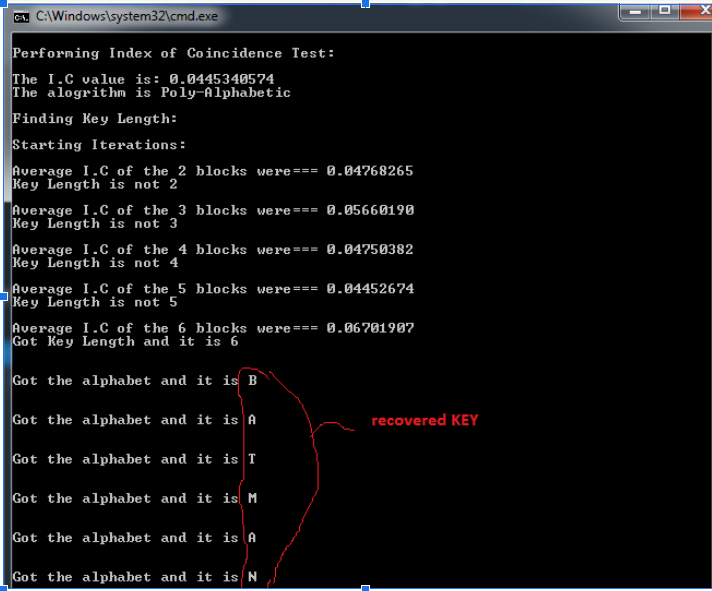 C:\Windows\system32\cmd.exe
Performing Index of Coincidence Test:
The I.C value is: 0.0445340574
The alogrithm is Poly-Alphabetic
Finding Key Length:
Starting Iterations:
Average I.C of the 2 blocks were=== 0.04768265
Key Length is not 2
Average I.C of the 3 blocks were=== 0.05660190
Key Length is not 3
Average I.C of the 4 blocks were=== 0.04750382
Key Length is not 4
Average I.C of the 5 blocks were=== 0.04452674
Key Length is not 5
Average I.C of the 6 blocks were=== 0.06701907
Got Key Length and it is 6
Got the alphabet and it is B
Got the alphabet and it is A
recovered KEY
Got the alphabet and it is T
Got the alphabet and it is M
Got the alphabet and it is A
Got the alphabet and it is N